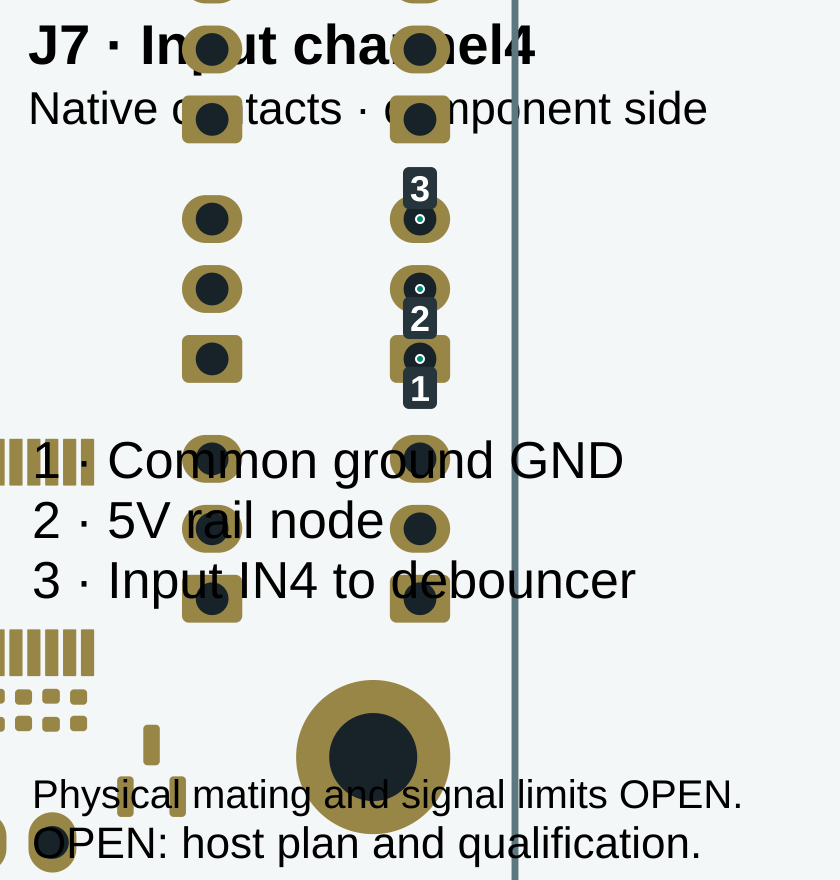 J7 · Input channel4
Native contacts · component side
3
2
1
1 · Common ground GND
2 · 5V rail node
3 · Input IN4 to debouncer
Physical mating and signal limits OPEN.
OPEN: host plan and qualification.